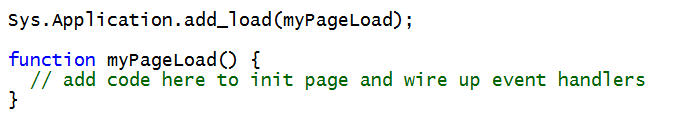 Sys.Application.add_load(myPageLoad);
function myPageLoad() {
// add code here to init page and wire up event handlers
}